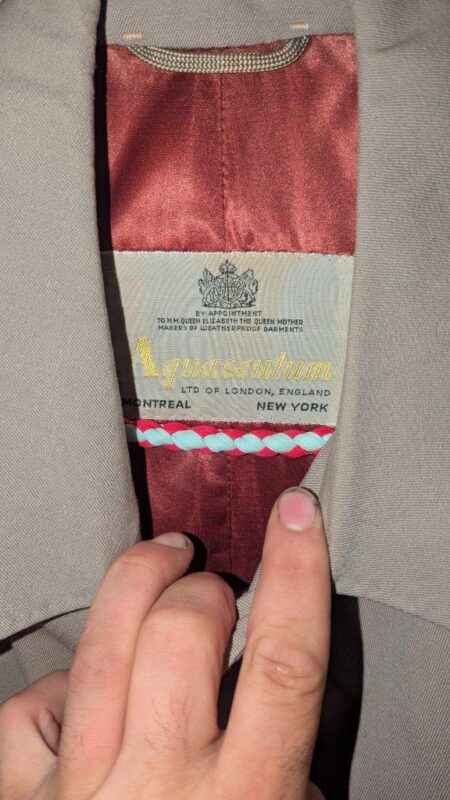 BY APPOINTMENT
TO H.M. QUEEN ELIZABETH THE QUEEN MOTHER
MAKERS OF WEATHERPROOF GARMENTS
Aquascutum
LTD OF LONDON, ENGLAND
MONTREAL NEW YORK